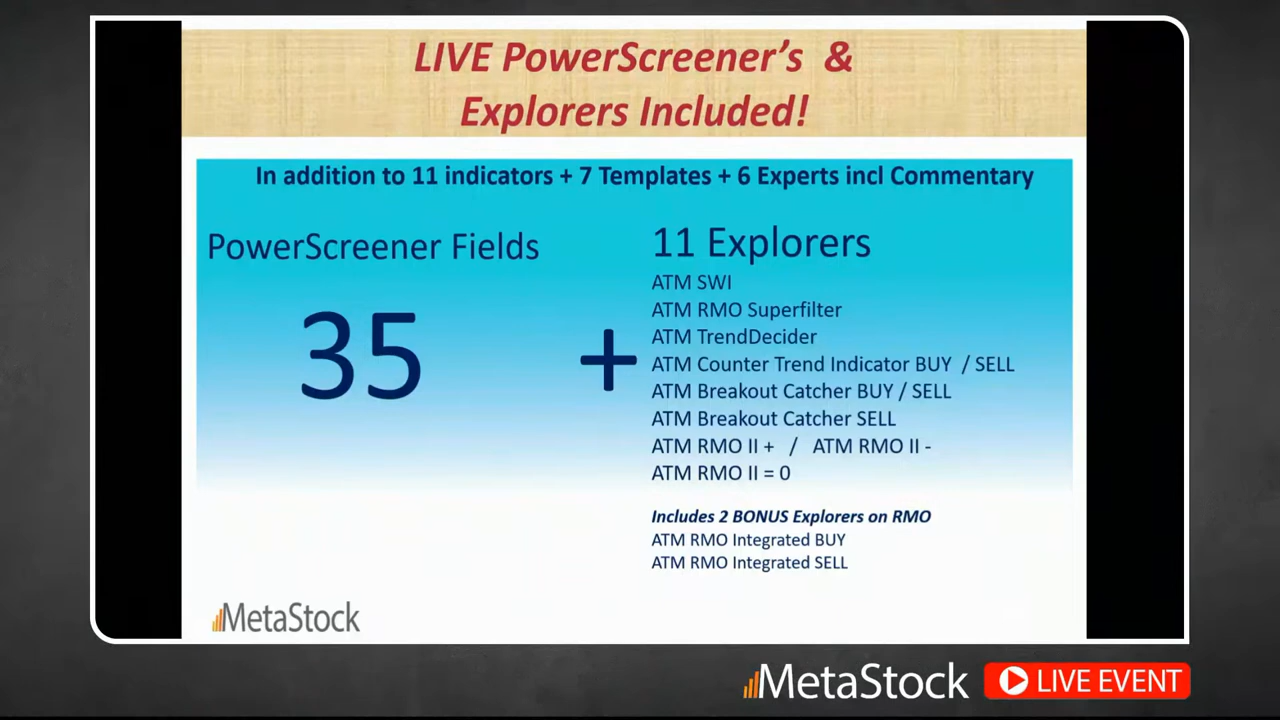 LIVE PowerScreener's &
Explorers Included!
In addition to 11 indicators + 7 Templates + 6 Experts incl Commentary
PowerScreener Fields
35
+
11 Explorers
ATM SWI
ATM RMO Superfilter
ATM TrendDecider
ATM Counter Trend Indicator BUY / SELL
ATM Breakout Catcher BUY / SELL
ATM Breakout Catcher SELL
ATM RMO II + / ATM RMO II -
ATM RMO II = 0
Includes 2 BONUS Explorers on RMO
ATM RMO Integrated BUY
ATM RMO Integrated SELL
MetaStock
MetaStock LIVE EVENT